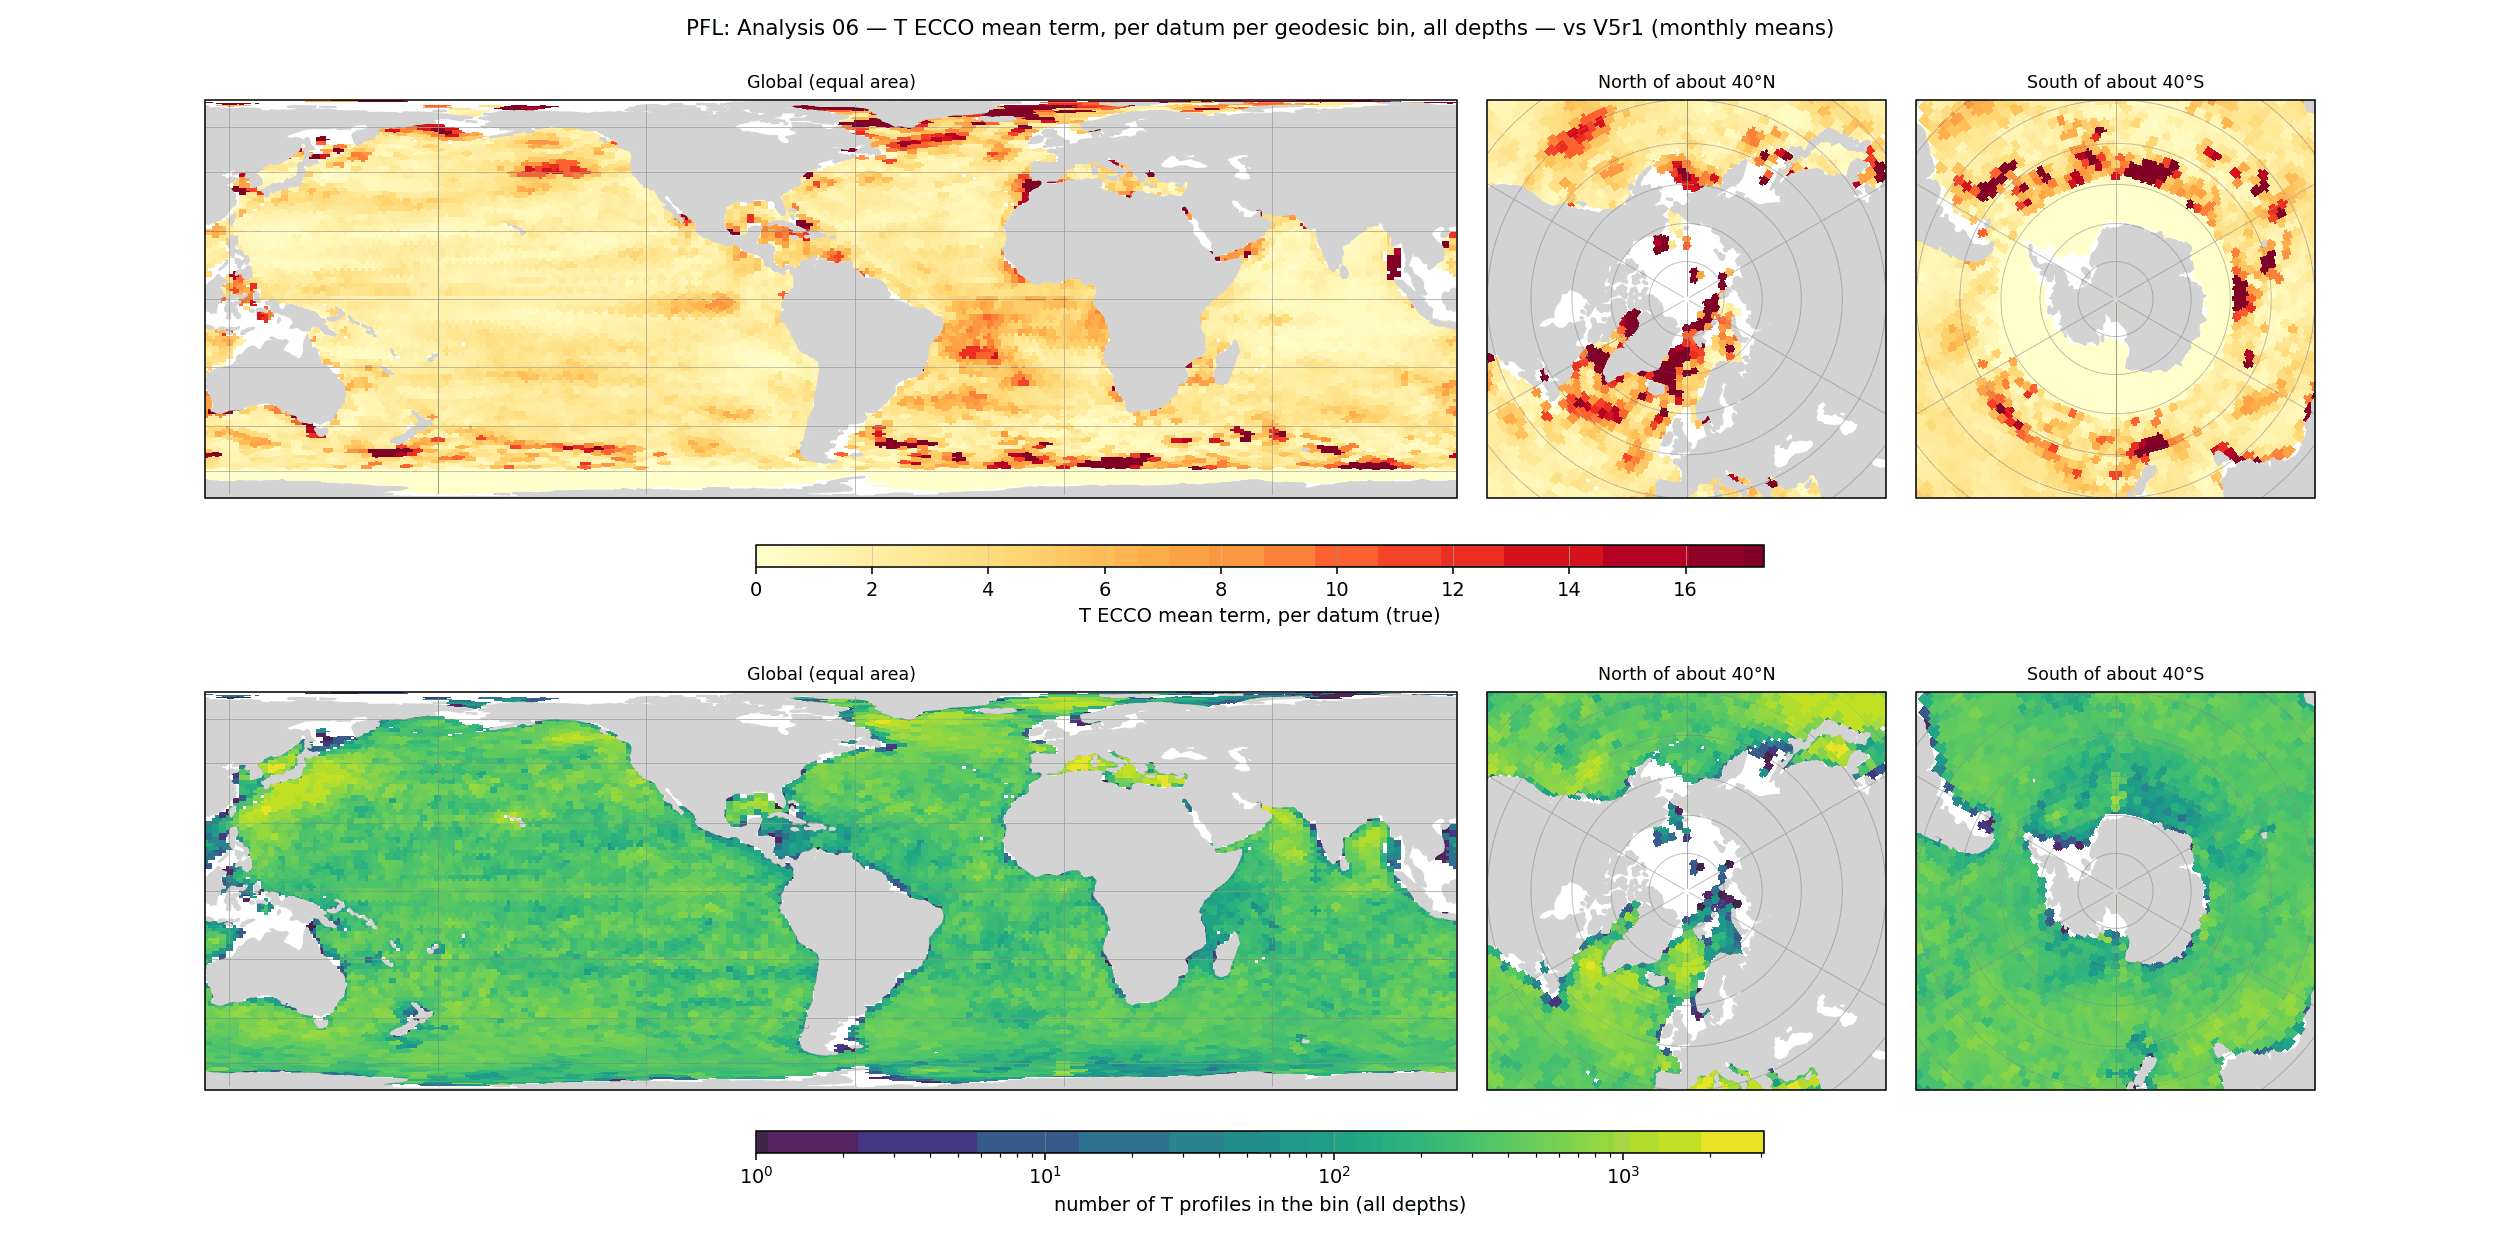 PFL: Analysis 06 — T ECCO mean term, per datum per geodesic bin, all depths — vs V5r1 (monthly means)
Global (equal area)
North of about 40°N
South of about 40°S
0 2 4 6 8 10 12 14 16
T ECCO mean term, per datum (true)
Global (equal area)
North of about 40°N
South of about 40°S
10⁰ 10¹ 10² 10³
number of T profiles in the bin (all depths)